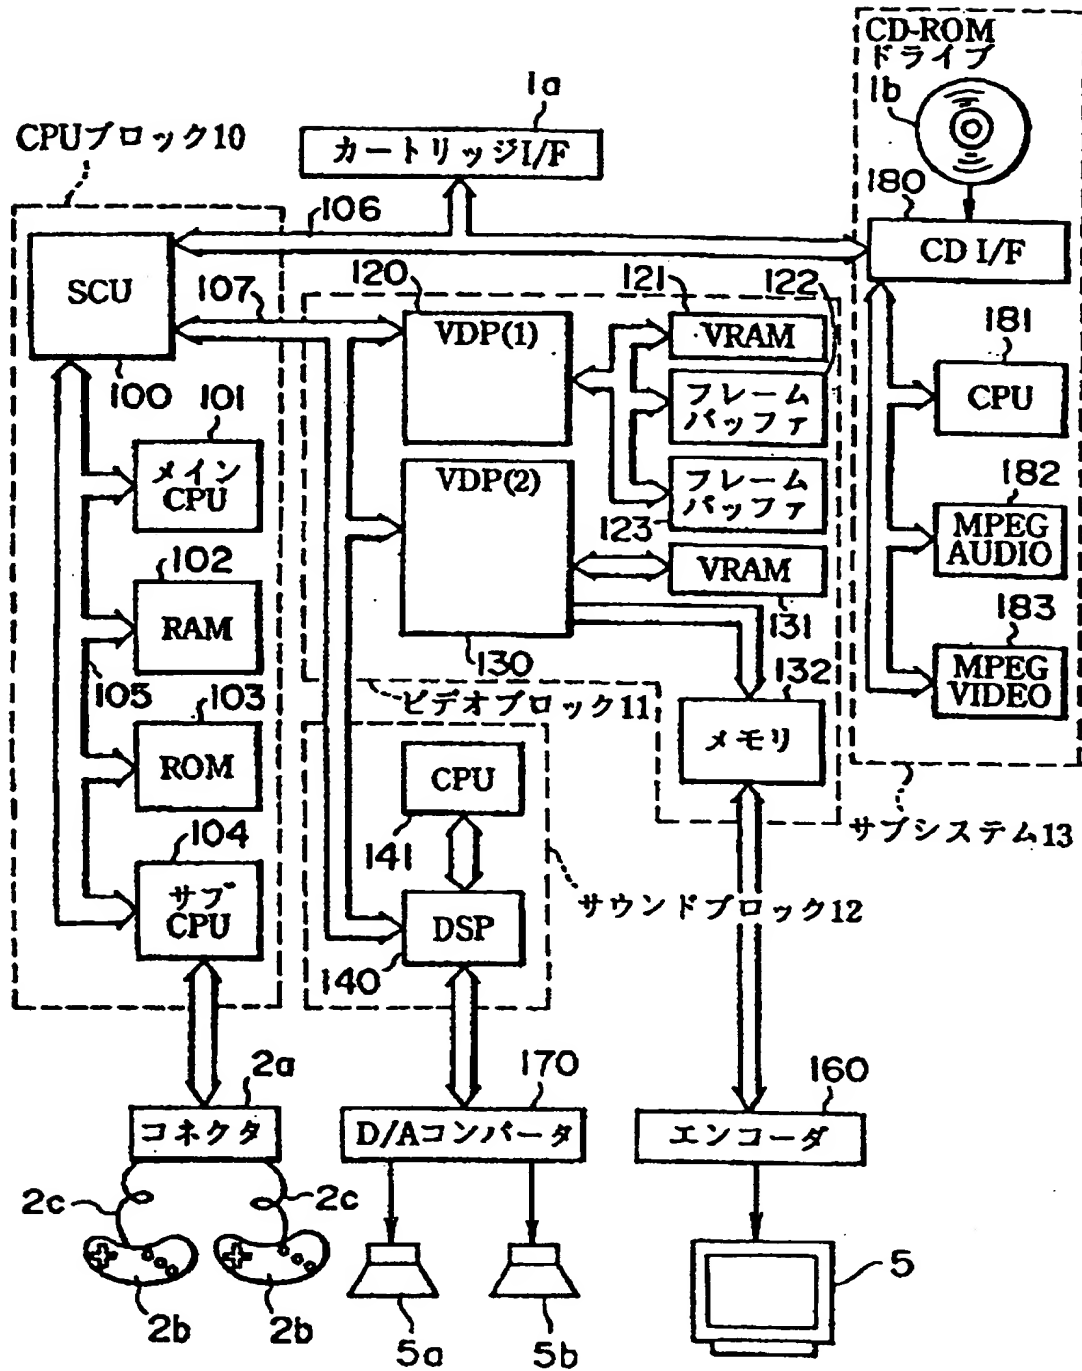 CD-ROM
ドライブ
1b
1a
カートリッジI/F
CPUブロック10
180
CD I/F
106
SCU
107
120
VDP(1)
121
122
VRAM
フレーム
バッファ
181
CPU
100
101
メイン
CPU
VDP(2)
フレーム
バッファ
123
182
MPEG
AUDIO
102
RAM
VRAM
131
183
MPEG
VIDEO
130
105
ビデオブロック11
132
メモリ
103
ROM
CPU
141
サブシステム13
104
サブ
CPU
サウンドブロック12
DSP
140
2a
コネクタ
170
D/Aコンバータ
160
エンコーダ
2c
2c
2b
2b
5a
5b
5